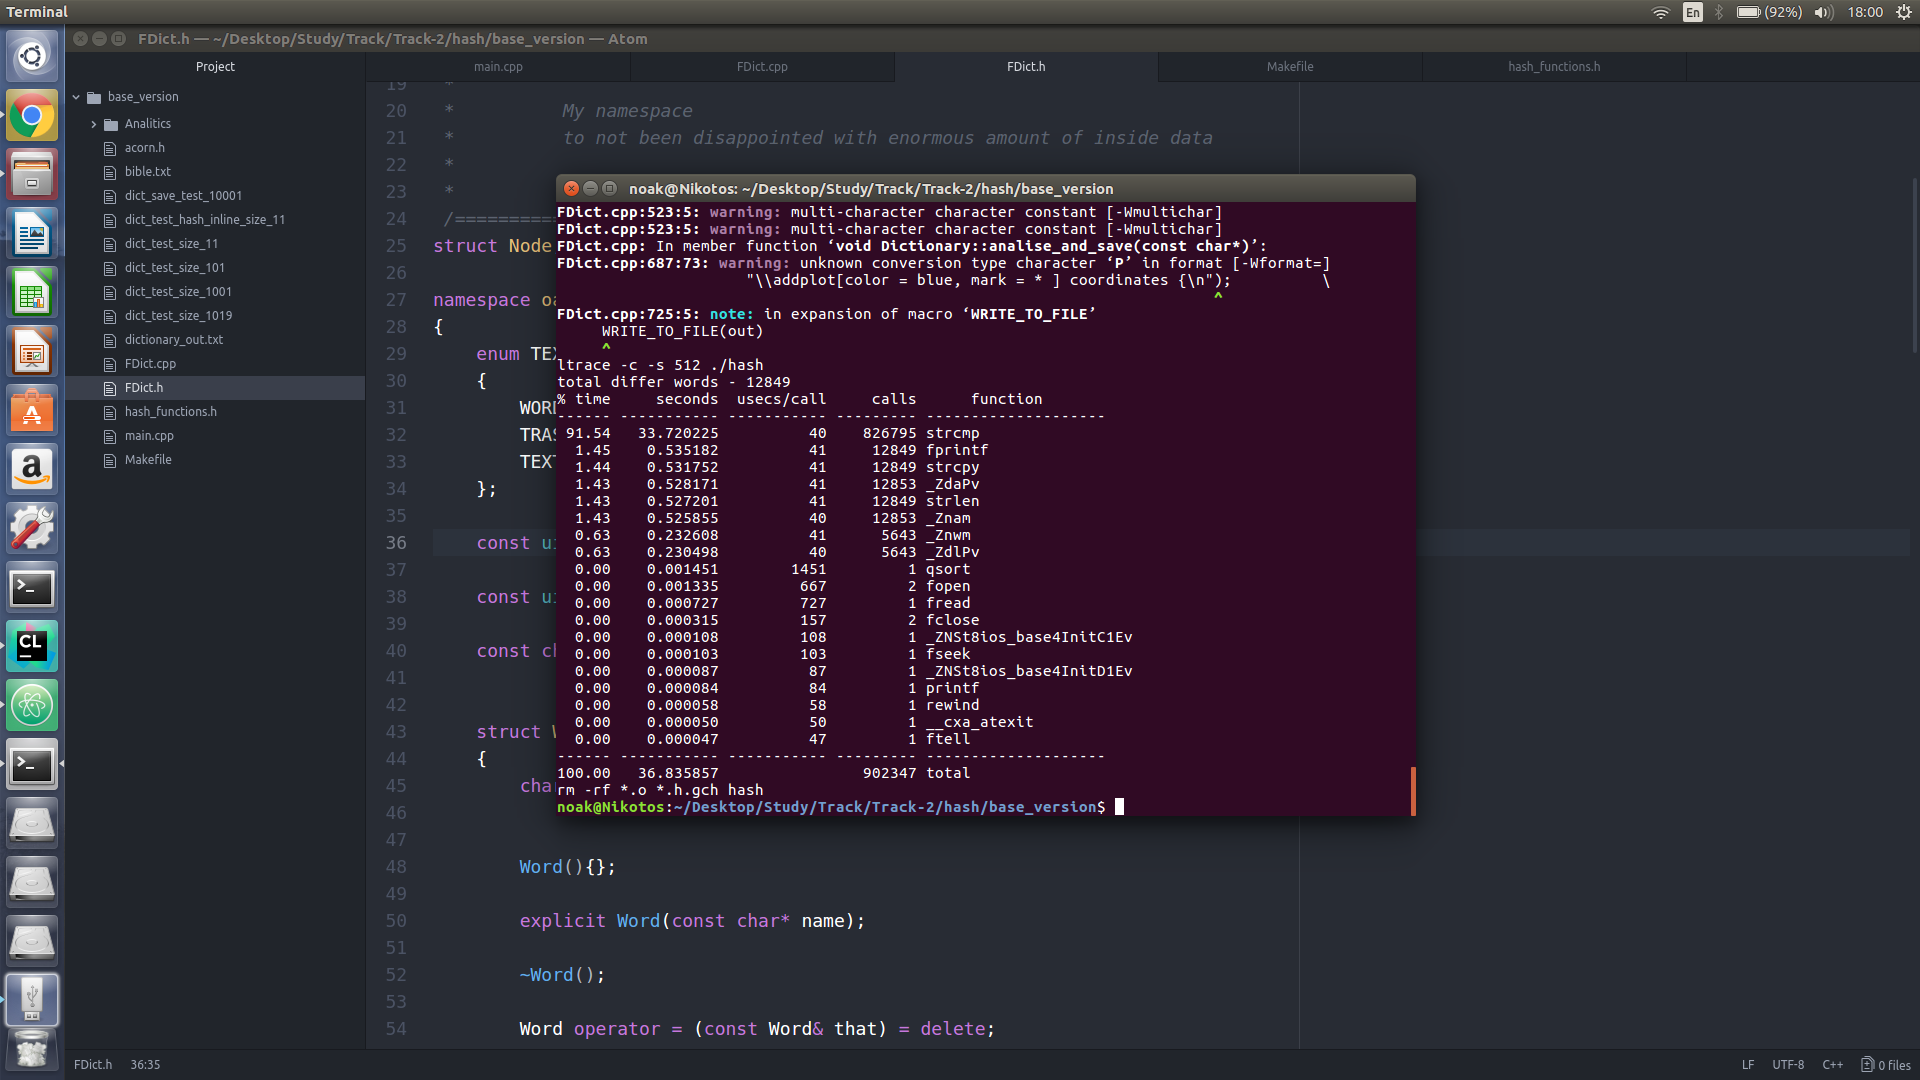 Terminal
En
(92%)
18:00
FDict.h — ~/Desktop/Study/Track/Track-2/hash/base_version — Atom
Project
main.cpp
FDict.cpp
FDict.h
Makefile
hash_functions.h
base_version
Analitics
acorn.h
bible.txt
dict_save_test_10001
dict_test_hash_inline_size_11
dict_test_size_11
dict_test_size_101
dict_test_size_1001
dict_test_size_1019
dictionary_out.txt
FDict.cpp
FDict.h
hash_functions.h
main.cpp
Makefile
19 *
20 * My namespace
21 * to not been disappointed with enormous amount of inside data
22 *
23 *
24 /===========
25 struct Node
26
27 namespace oa
28 {
29 enum TEX
30 {
31 WORD
32 TRAS
33 TEXT
34 };
35
36 const ui
37
38 const ui
39
40 const ch
41
42
43 struct W
44 {
45 char
46
47
48 Word(){};
49
50 explicit Word(const char* name);
51
52 ~Word();
53
54 Word operator = (const Word& that) = delete;
noak@Nikotos: ~/Desktop/Study/Track/Track-2/hash/base_version
FDict.cpp:523:5: warning: multi-character character constant [-Wmultichar]
FDict.cpp:523:5: warning: multi-character character constant [-Wmultichar]
FDict.cpp: In member function ‘void Dictionary::analise_and_save(const char*)’:
FDict.cpp:687:73: warning: unknown conversion type character ‘P’ in format [-Wformat=]
"\\addplot[color = blue, mark = * ] coordinates {\n"); \
^
FDict.cpp:725:5: note: in expansion of macro ‘WRITE_TO_FILE’
WRITE_TO_FILE(out)
^
ltrace -c -s 512 ./hash
total differ words - 12849
% time seconds usecs/call calls function
------ ----------- ----------- --------- --------------------
91.54 33.720225 40 826795 strcmp
1.45 0.535182 41 12849 fprintf
1.44 0.531752 41 12849 strcpy
1.43 0.528171 41 12853 _ZdaPv
1.43 0.527201 41 12849 strlen
1.43 0.525855 40 12853 _Znam
0.63 0.232608 41 5643 _Znwm
0.63 0.230498 40 5643 _ZdlPv
0.00 0.001451 1451 1 qsort
0.00 0.001335 667 2 fopen
0.00 0.000727 727 1 fread
0.00 0.000315 157 2 fclose
0.00 0.000108 108 1 _ZNSt8ios_base4InitC1Ev
0.00 0.000103 103 1 fseek
0.00 0.000087 87 1 _ZNSt8ios_base4InitD1Ev
0.00 0.000084 84 1 printf
0.00 0.000058 58 1 rewind
0.00 0.000050 50 1 __cxa_atexit
0.00 0.000047 47 1 ftell
------ ----------- ----------- --------- --------------------
100.00 36.835857 902347 total
rm -rf *.o *.h.gch hash
noak@Nikotos:~/Desktop/Study/Track/Track-2/hash/base_version$
CL
FDict.h 36:35
LF UTF-8 C++ 0 files